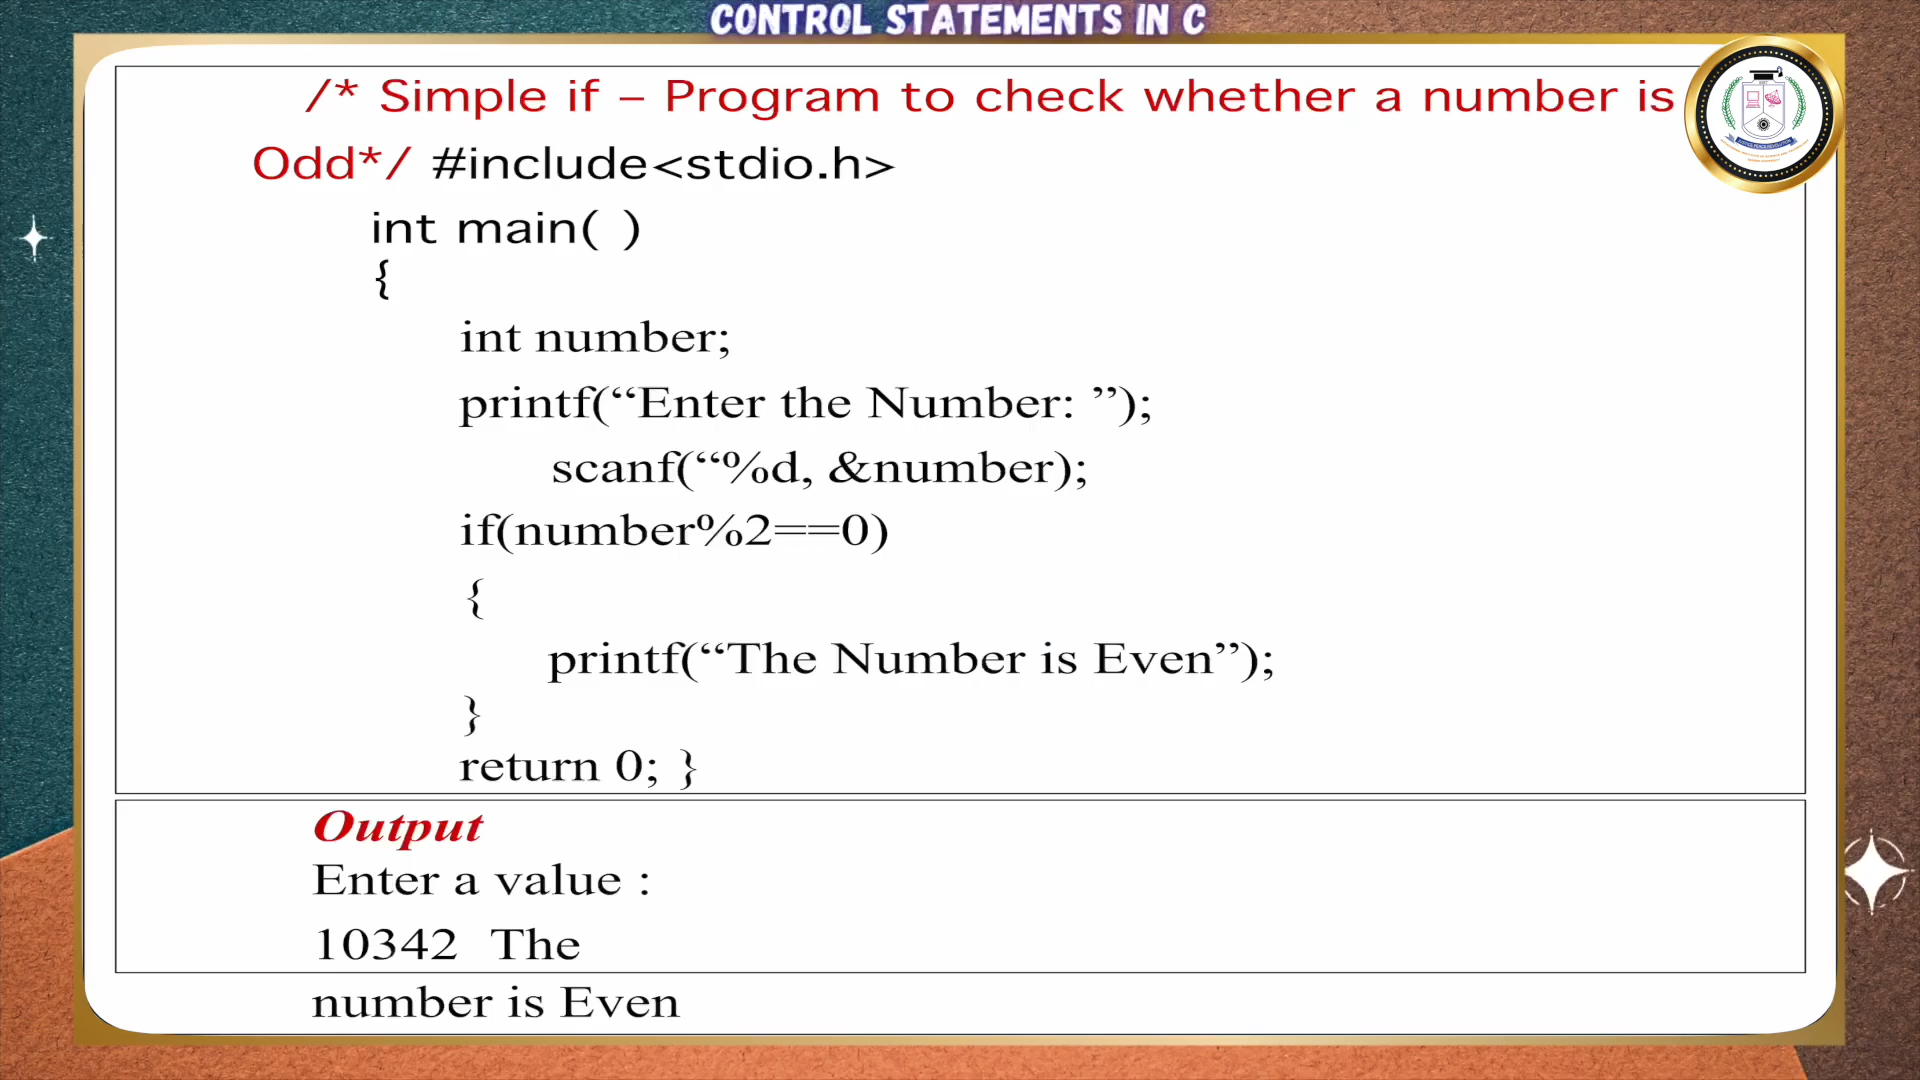 CONTROL STATEMENTS IN C
/* Simple if – Program to check whether a number is
Odd*/ #include<stdio.h>
int main( )
{
int number;
printf(“Enter the Number: ”);
scanf(“%d, &number);
if(number%2==0)
{
printf(“The Number is Even”);
}
return 0; }
Output
Enter a value :
10342 The
number is Even